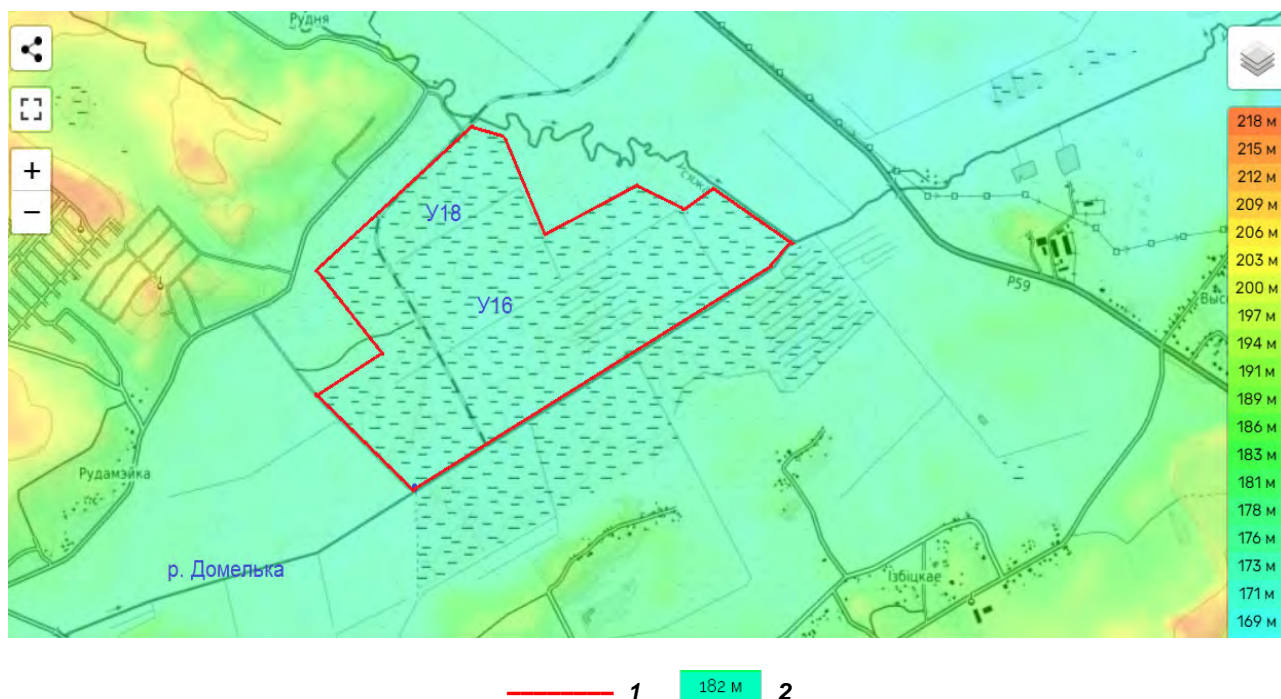 Рудня
218 м
215 м
212 м
209 м
206 м
203 м
200 м
197 м
194 м
191 м
189 м
186 м
183 м
181 м
178 м
176 м
173 м
171 м
169 м
+
−
У18
У16
Р59
Рудамэйка
р. Домелька
Ізбіцкае
1
182 м
2